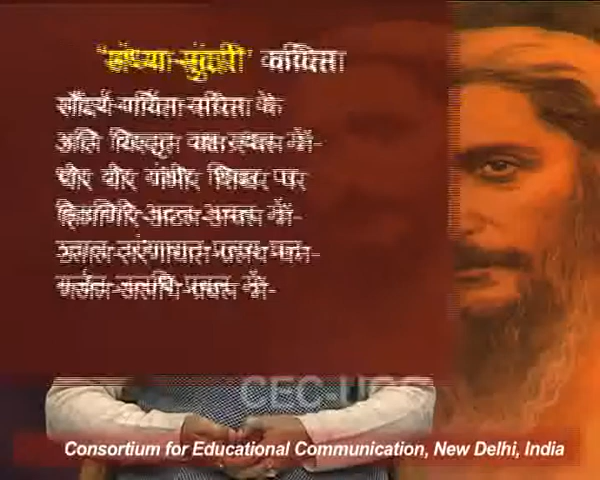 "संध्या-सुंदरी" कविता
सौंदर्य-गर्विता-सरिता के
अति विस्तृत वक्षःस्थल में-
धीर वीर गंभीर शिखर पर
हिमगिरि-अटल-अचल में-
उत्ताल-तरंगाघात-प्रलय-घन-
गर्जन-जलधि-प्रबल में-
CEC-UGC
Consortium for Educational Communication, New Delhi, India